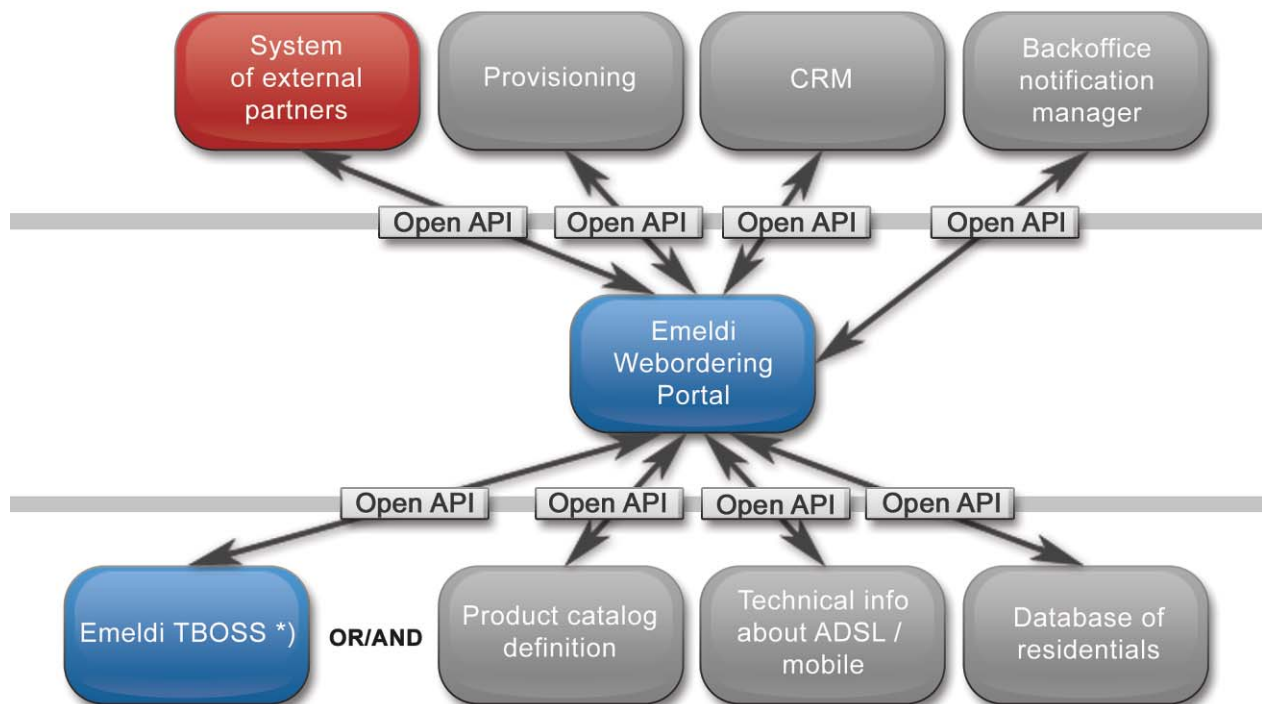 System
of external
partners
Provisioning
CRM
Backoffice
notification
manager
Open API
Open API
Open API
Open API
Emeldi
Webordering
Portal
Open API
Open API
Open API
Open API
Emeldi TBOSS *)
OR/AND
Product catalog
definition
Technical info
about ADSL /
mobile
Database of
residentials